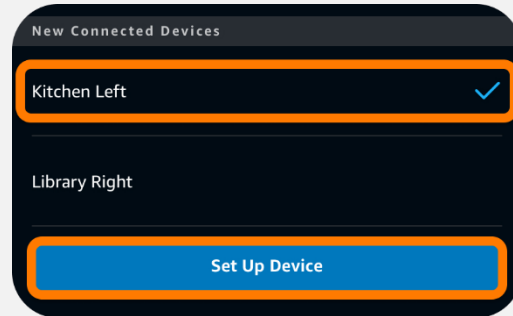 New Connected Devices
Kitchen Left
Library Right
Set Up Device